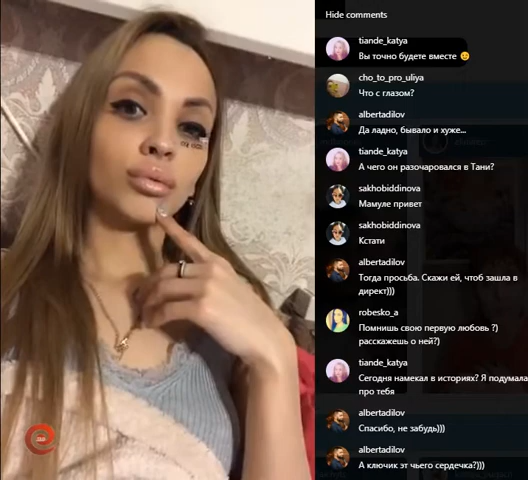 Hide comments
tiande_katya
Вы точно будете вместе
cho_to_pro_uliya
Что с глазом?
albertadilov
Да ладно, бывало и хуже...
tiande_katya
А чего он разочаровался в Тани?
sakhobiddinova
Мамуле привет
sakhobiddinova
Кстати
albertadilov
Тогда просьба. Скажи ей, чтоб зашла в
директ)))
robesko_a
Помнишь свою первую любовь ?)
расскажешь о ней?)
tiande_katya
Сегодня намекал в историях? Я подумала
про тебя
albertadilov
Спасибо, не забудь)))
albertadilov
А ключик эт чьего сердечка?)))